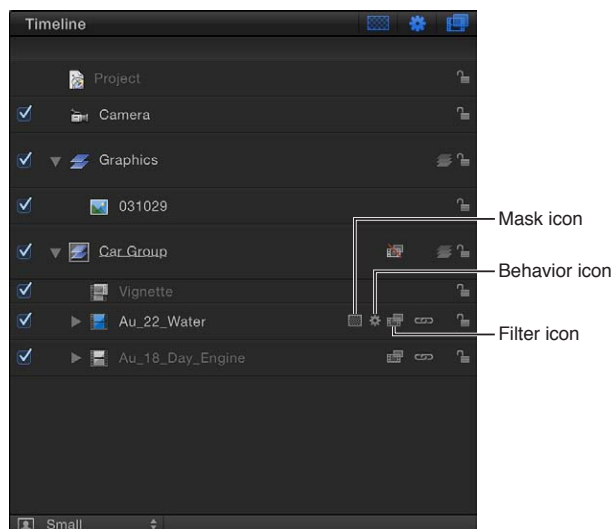 Timeline
Project
Camera
Graphics
031029
Mask icon
Car Group
Behavior icon
Vignette
Au_22_Water
Filter icon
Au_18_Day_Engine
Small